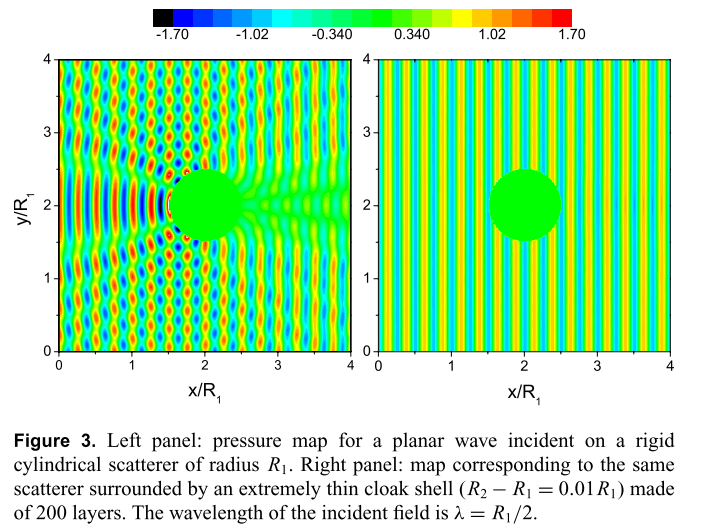 -1.70 -1.02 -0.340 0.340 1.02 1.70
4 4
3 3
y/R1
2 2
1 1
0 0
0 1 2 3 4 0 1 2 3 4
x/R1 x/R1
Figure 3. Left panel: pressure map for a planar wave incident on a rigid
cylindrical scatterer of radius R1. Right panel: map corresponding to the same
scatterer surrounded by an extremely thin cloak shell (R2 − R1 = 0.01R1) made
of 200 layers. The wavelength of the incident field is λ = R1/2.